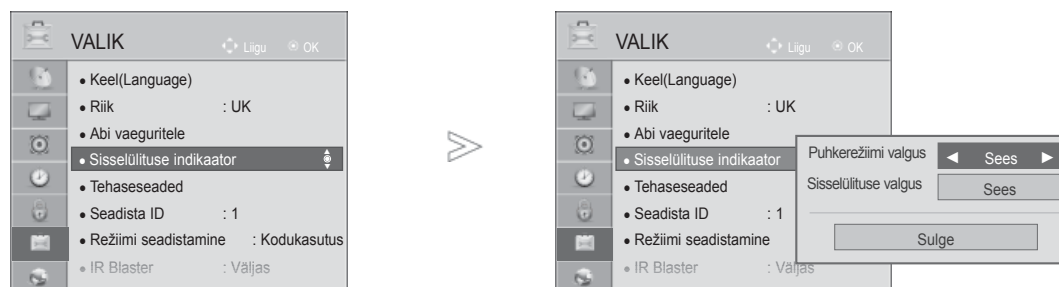 VALIK Liigu OK
• Keel(Language)
• Riik : UK
• Abi vaeguritele
• Sisselülituse indikaator
• Tehaseseaded
• Seadista ID : 1
• Režiimi seadistamine : Kodukasutus
• IR Blaster : Väljas
VALIK Liigu OK
• Keel(Language)
• Riik : UK
• Abi vaeguritele
• Sisselülituse indikaator
• Tehaseseaded
• Seadista ID : 1
• Režiimi seadistamine
• IR Blaster : Väljas
Puhkerežiimi valgus ◄ Sees ►
Sisselülituse valgus Sees
Sulge